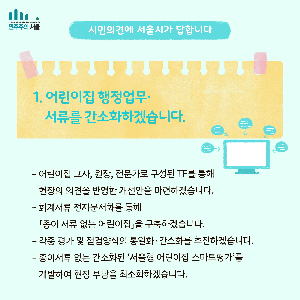 민주주의 서울
시민의견에 서울시가 답합니다
1. 어린이집 행정업무·
서류를 간소화하겠습니다.
- 어린이집 교사, 원장, 전문가로 구성된 TF를 통해
현장의 의견을 반영한 개선안을 마련하겠습니다.
- 회계서류 전자문서화를 통해
「종이 서류 없는 어린이집」을 구축하겠습니다.
- 각종 평가 및 점검양식의 통일화·간소화를 추진하겠습니다.
- 종이서류 없는 간소화된 '서울형 어린이집 스마트평가'를
개발하여 현장 부담을 최소화하겠습니다.